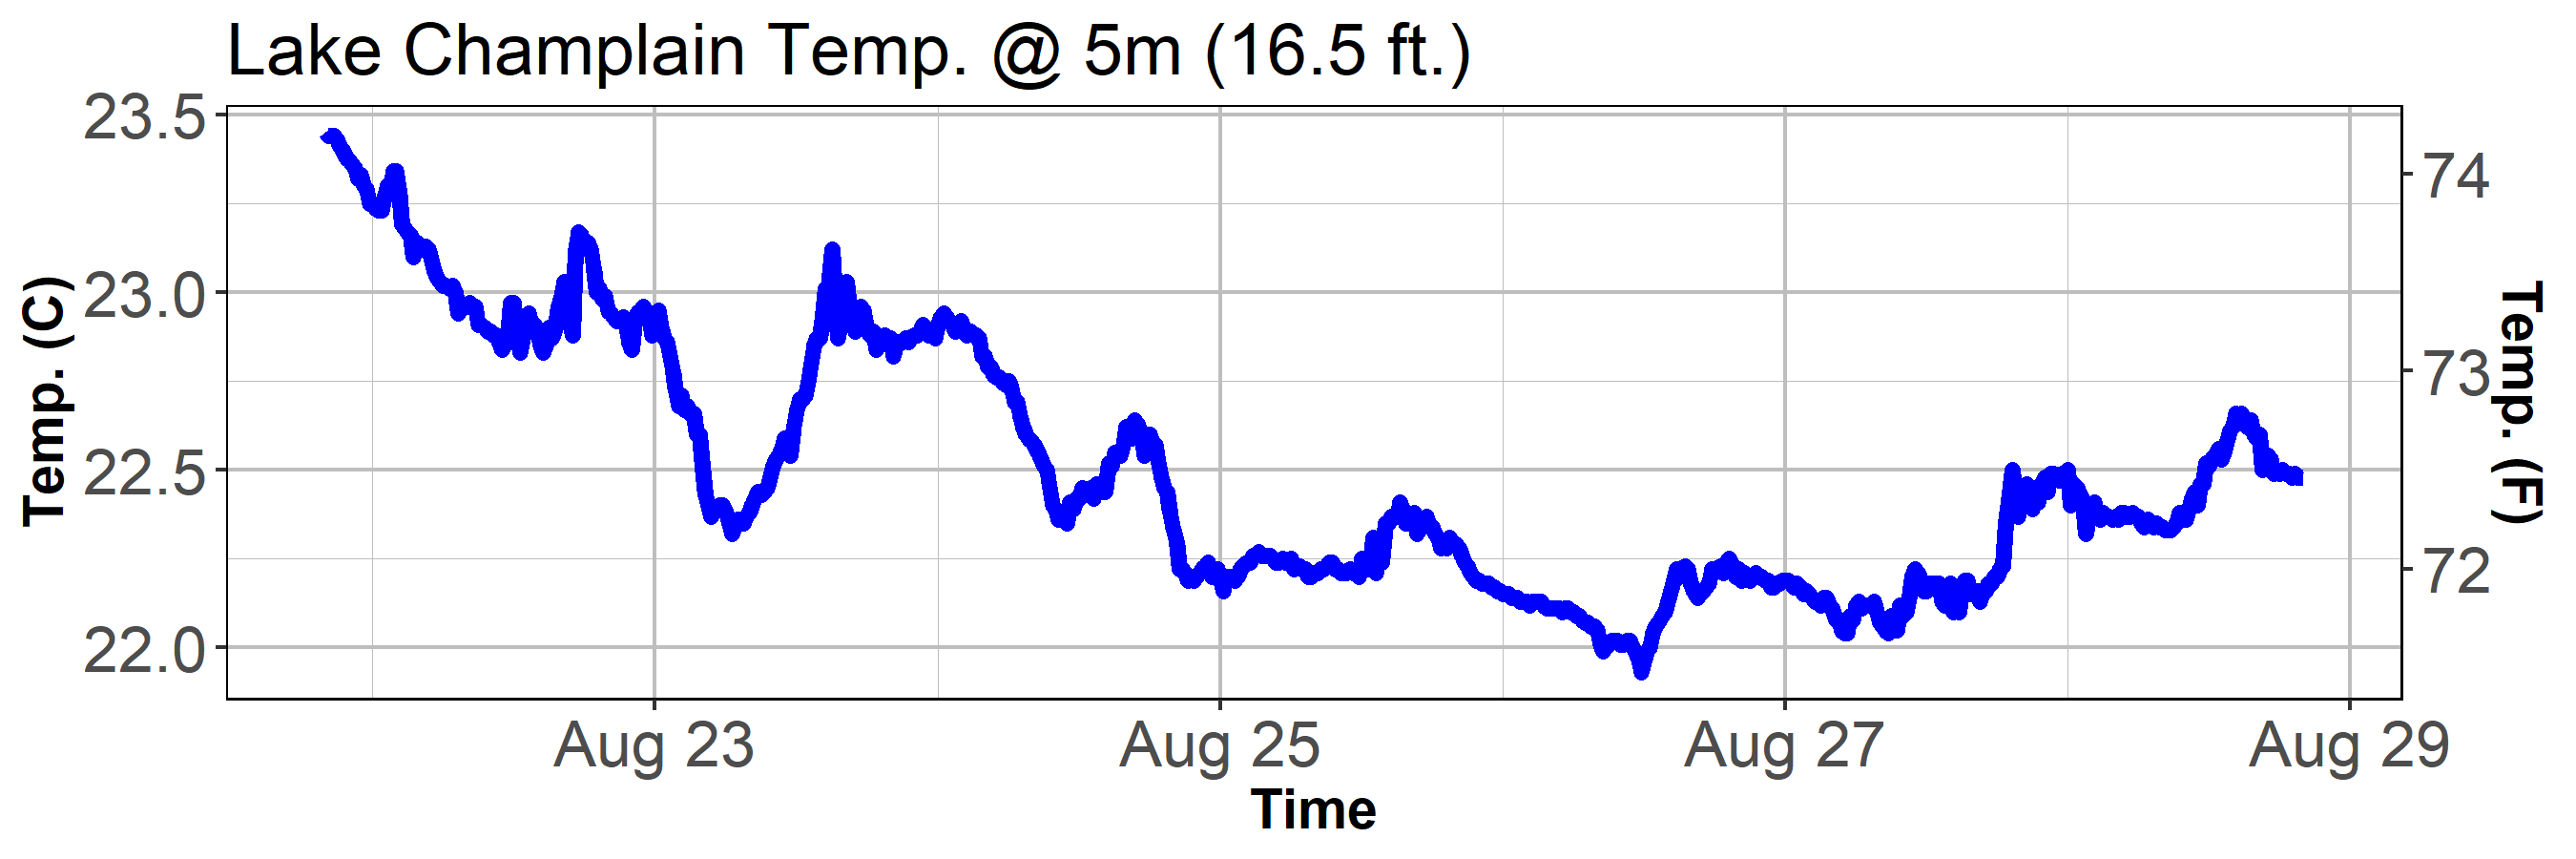 Lake Champlain Temp. @ 5m (16.5 ft.)
23.5
23.0
22.5
22.0
Temp. (C)
74
73
72
Temp. (F)
Aug 23
Aug 25
Aug 27
Aug 29
Time